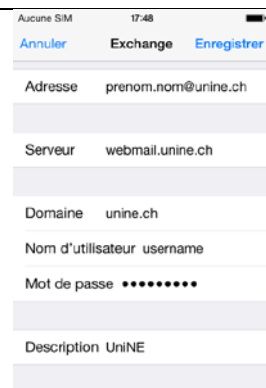 Aucune SIM 17:48
Annuler Exchange Enregistrer
Adresse prenom.nom@unine.ch
Serveur webmail.unine.ch
Domaine unine.ch
Nom d'utilisateur username
Mot de passe •••••••••
Description UniNE